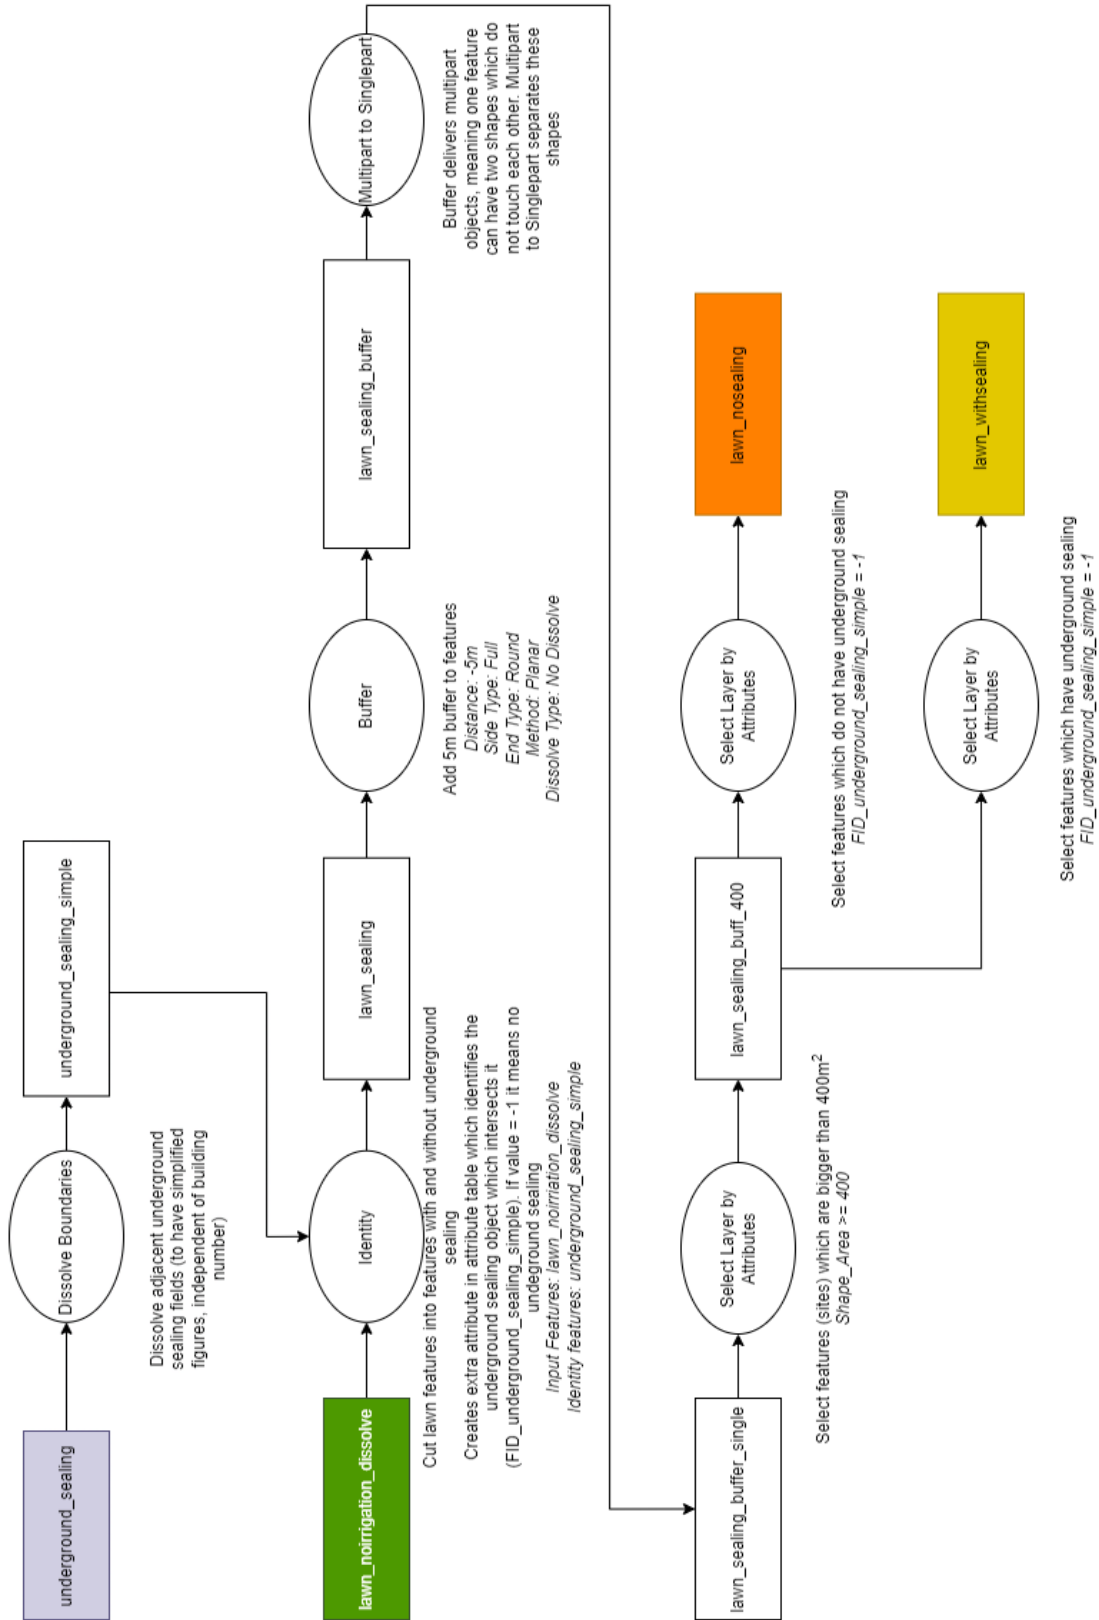 underground_sealing
Dissolve Boundaries
underground_sealing_simple
Dissolve adjacent underground
sealing fields (to have simplified
figures, independent of building
number)
lawn_noirrigation_dissolve
Identity
lawn_sealing
Buffer
lawn_sealing_buffer
Multipart to Singlepart
Cut lawn features into features with and without underground
sealing
Creates extra attribute in attribute table which identifies the
underground sealing object which intersects it
(FID_underground_sealing_simple). If value = -1 it means no
undeground sealing
Input Features: lawn_noirriation_dissolve
Identity features: underground_sealing_simple
Add 5m buffer to features
Distance: -5m
Side Type: Full
End Type: Round
Method: Planar
Dissolve Type: No Dissolve
Buffer delivers multipart
objects, meaning one feature
can have two shapes which do
not touch each other. Multipart
to Singlepart separates these
shapes
lawn_sealing_buffer_single
Select Layer by
Attributes
lawn_sealing_buff_400
Select Layer by
Attributes
lawn_nosealing
Select features (sites) which are bigger than 400m²
Shape_Area >= 400
Select features which do not have underground sealing
FID_underground_sealing_simple = -1
Select Layer by
Attributes
lawn_withsealing
Select features which have underground sealing
FID_underground_sealing_simple = -1